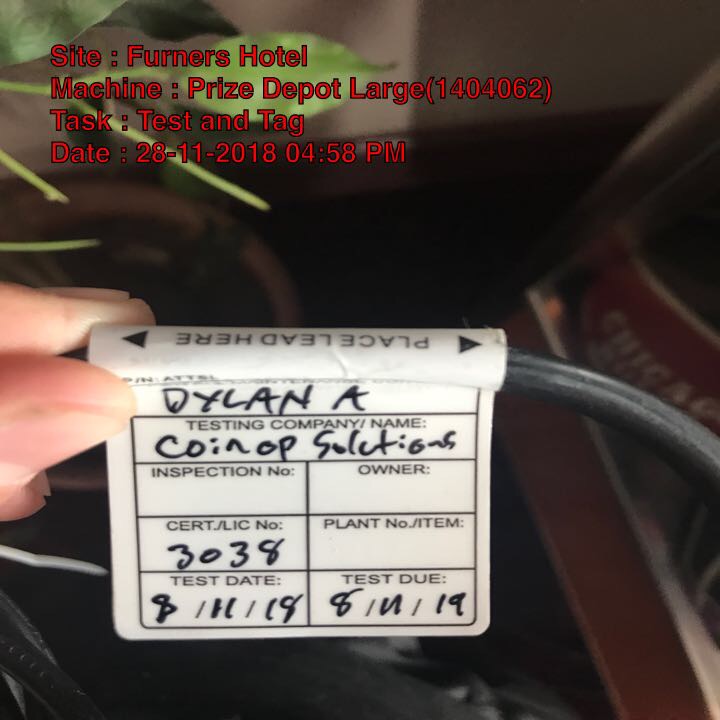 Site : Furners Hotel
Machine : Prize Depot Large(1404062)
Task : Test and Tag
Date : 28-11-2018 04:58 PM
PLACE LEAD HERE
DYLAN A
TESTING COMPANY/ NAME:
Coinop Solutions
INSPECTION No:
OWNER:
CERT./LIC No:
PLANT No./ITEM:
3038
TEST DATE:
TEST DUE:
8/11/18
8/11/19
CHICAG